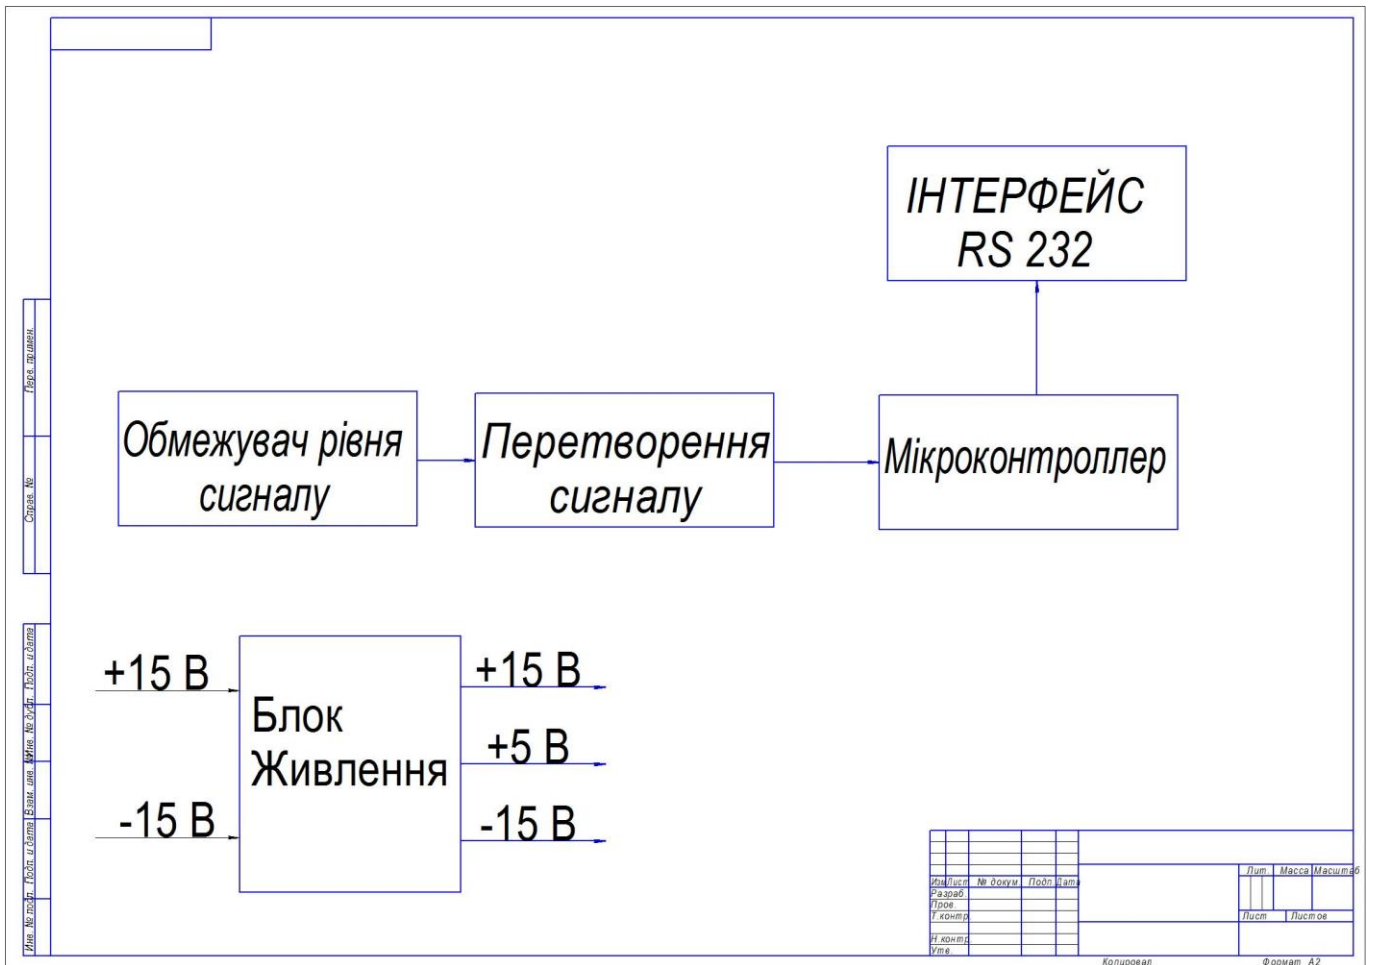 ІНТЕРФЕЙС
RS 232
Обмежувач рівня
сигналу
Перетворення
сигналу
Мікроконтроллер
+15 В
-15 В
Блок
Живлення
+15 В
+5 В
-15 В
Перв. примен.
Справ. №
Подп. и дата
Инв. № дубл.
Взам. инв. №
Подп. и дата
Инв. № подл.
Изм Лист № докум. Подп. Дата
Разраб.
Пров.
Т.контр.
Н.контр.
Утв.
Лит. Масса Масштаб
Лист Листов
Копировал Формат А2